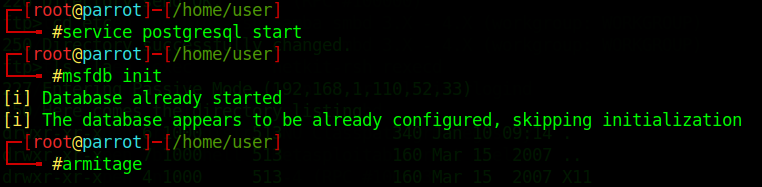 ┌─[root@parrot]─[/home/user]
└──╼ #service postgresql start
┌─[root@parrot]─[/home/user]
└──╼ #msfdb init
[i] Database already started
[i] The database appears to be already configured, skipping initialization
┌─[root@parrot]─[/home/user]
└──╼ #armitage